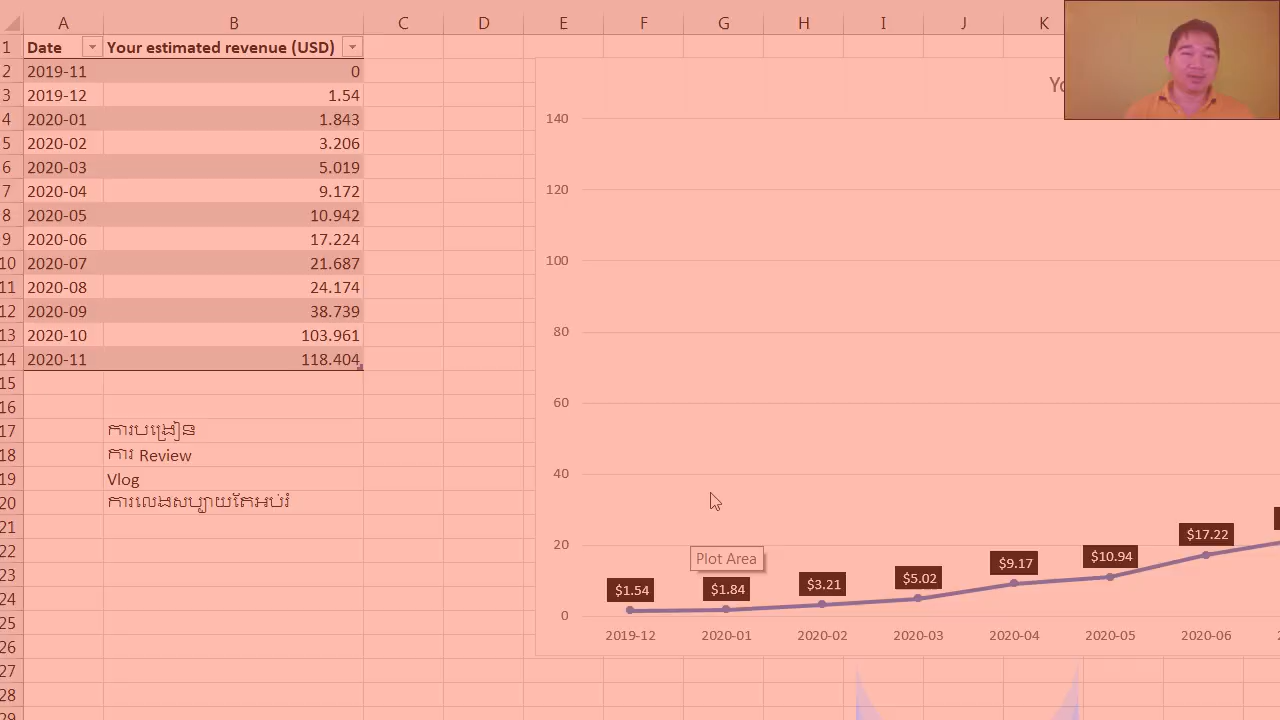 A B C D E F G H I J K
1 Date Your estimated revenue (USD)
2 2019-11 0
3 2019-12 1.54
4 2020-01 1.843
5 2020-02 3.206
6 2020-03 5.019
7 2020-04 9.172
8 2020-05 10.942
9 2020-06 17.224
10 2020-07 21.687
11 2020-08 24.174
12 2020-09 38.739
13 2020-10 103.961
14 2020-11 118.404
15
16
17 ការបង្រៀន
18 ការ Review
19 Vlog
20 ការលេងសប្បាយតែអប់រំ
21
22
23
24
25
26
27
28
29
Yo
140
120
100
80
60
40
20
0
Plot Area
$1.54 $1.84 $3.21 $5.02 $9.17 $10.94 $17.22
2019-12 2020-01 2020-02 2020-03 2020-04 2020-05 2020-06